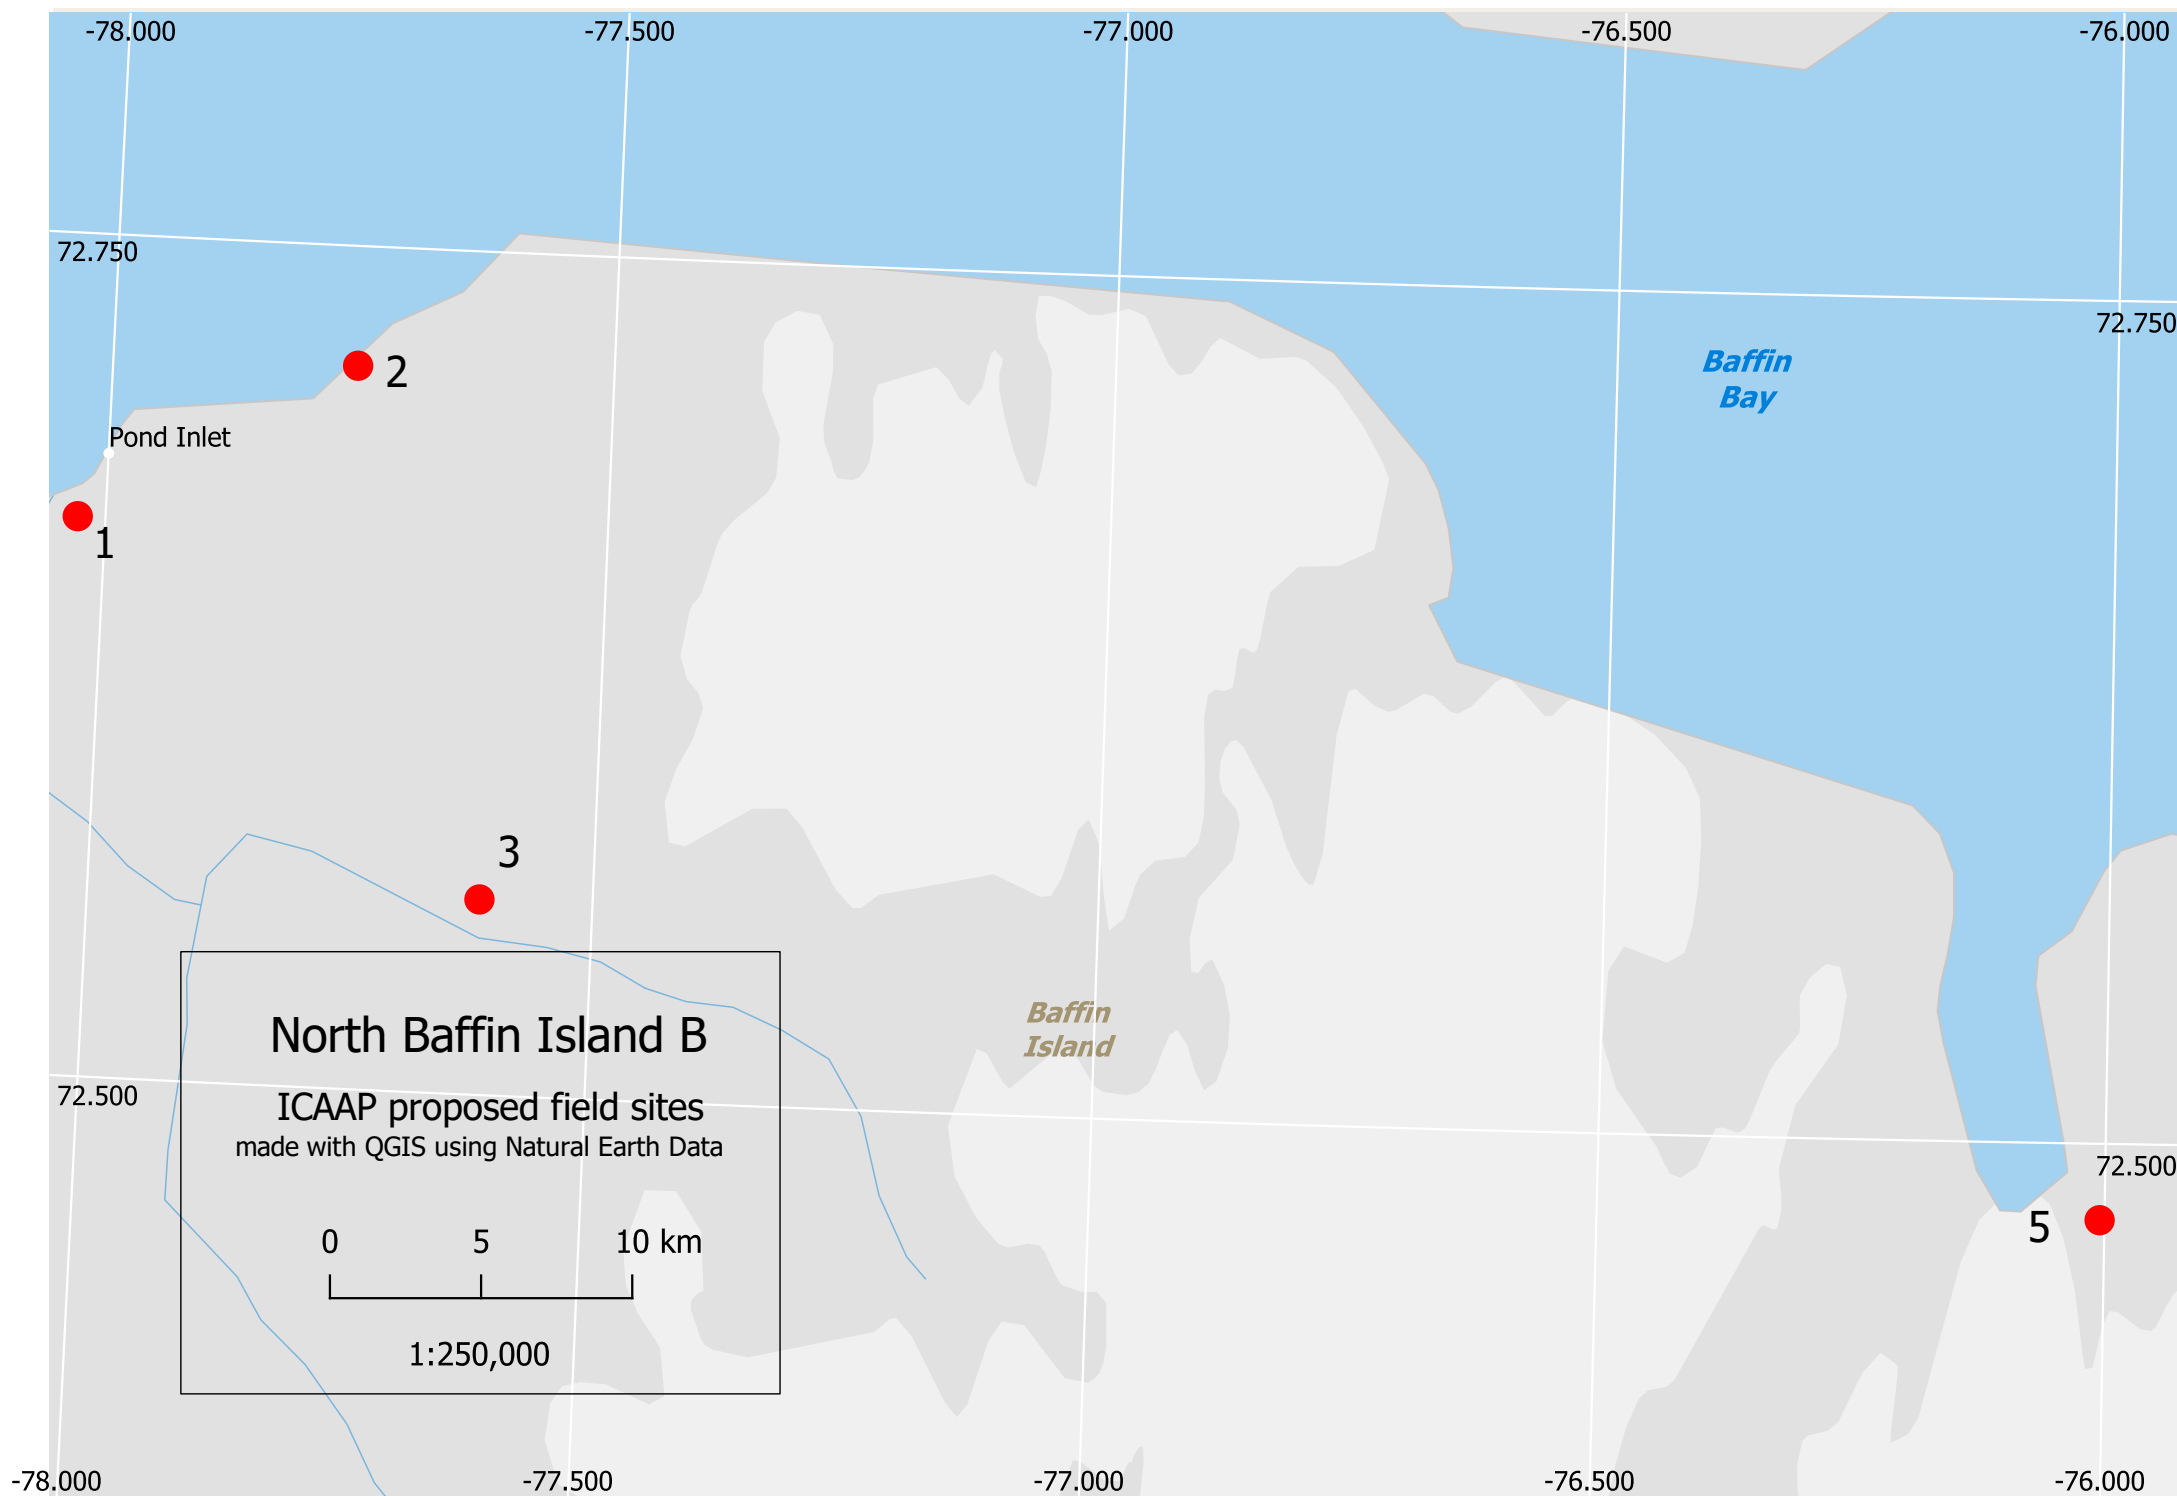 -78.000 -77.500 -77.000 -76.500 -76.000
72.750
72.750
Baffin
Bay
2
Pond Inlet
1
3
Baffin
Island
North Baffin Island B
72.500
ICAAP proposed field sites
made with QGIS using Natural Earth Data
72.500
5
0 5 10 km
1:250,000
-78.000 -77.500 -77.000 -76.500 -76.000